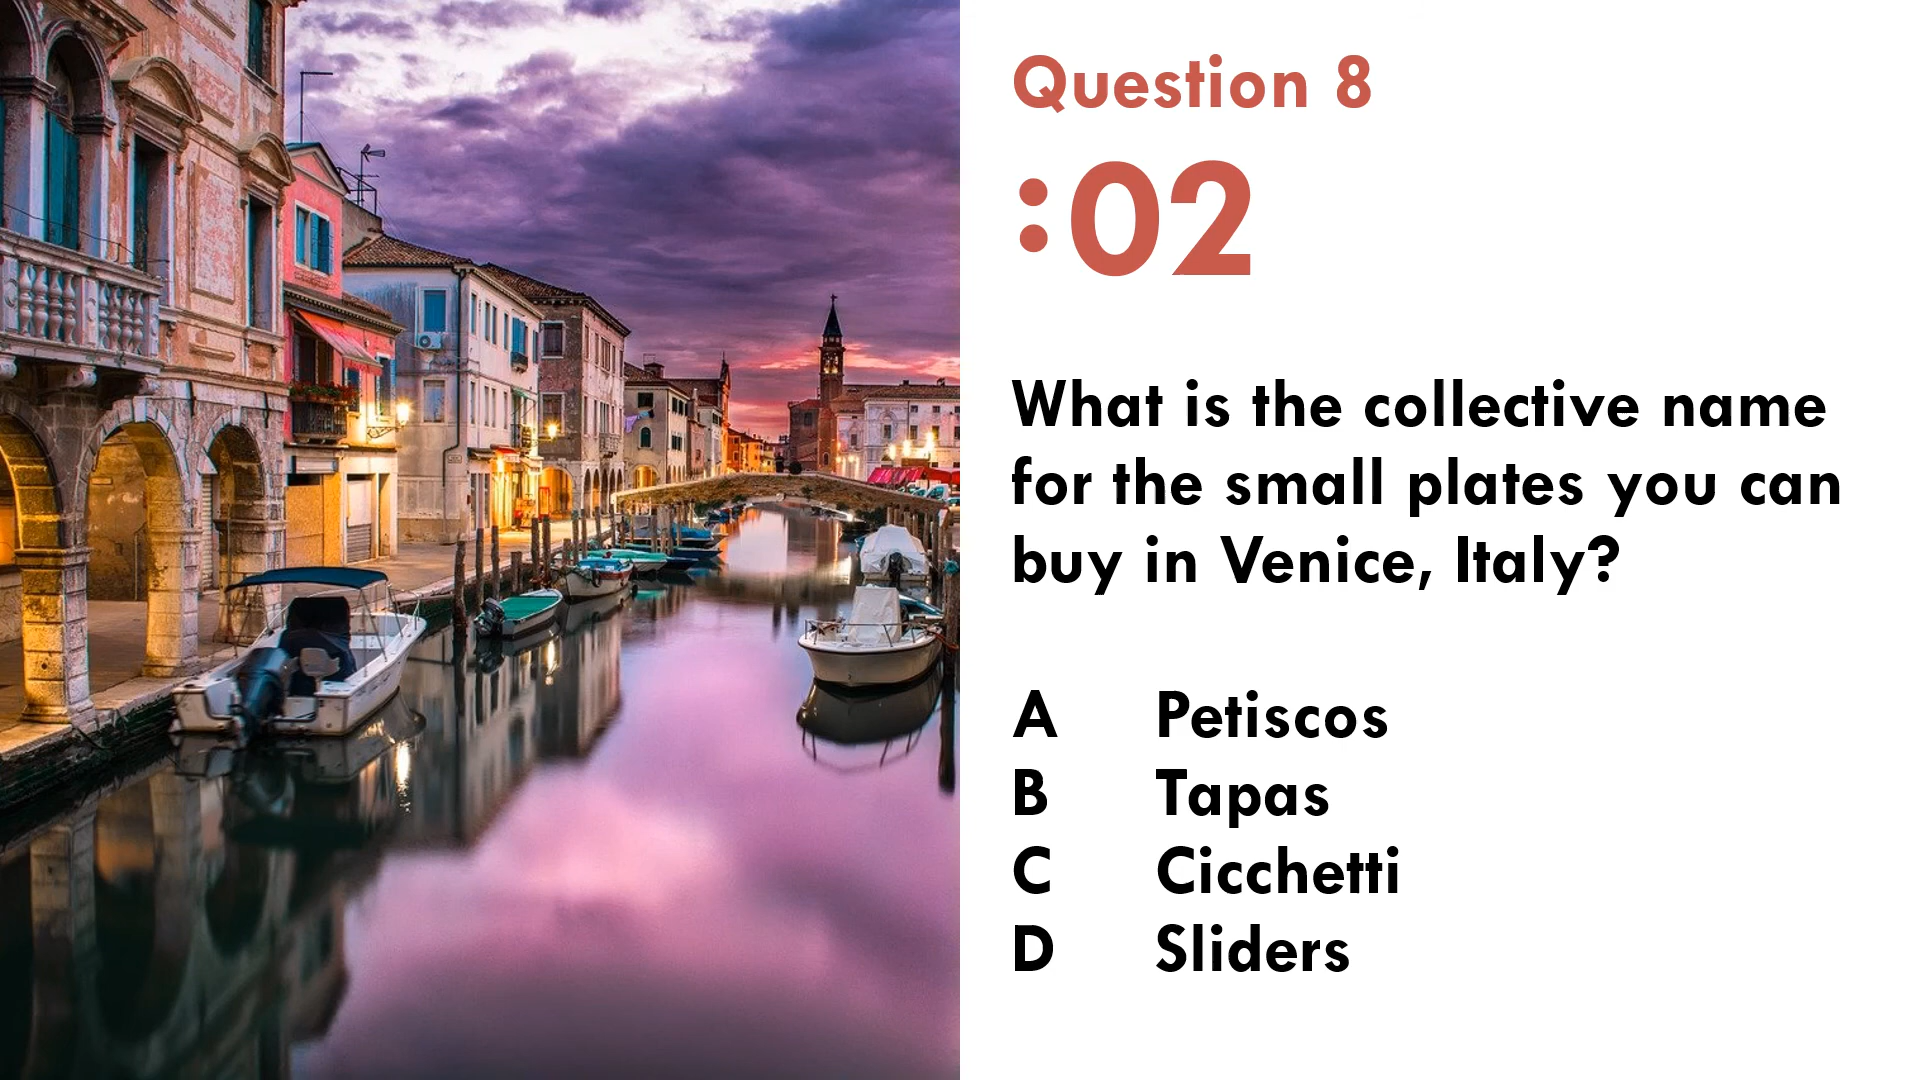 Question 8
:02
What is the collective name
for the small plates you can
buy in Venice, Italy?
A Petiscos
B Tapas
C Cicchetti
D Sliders